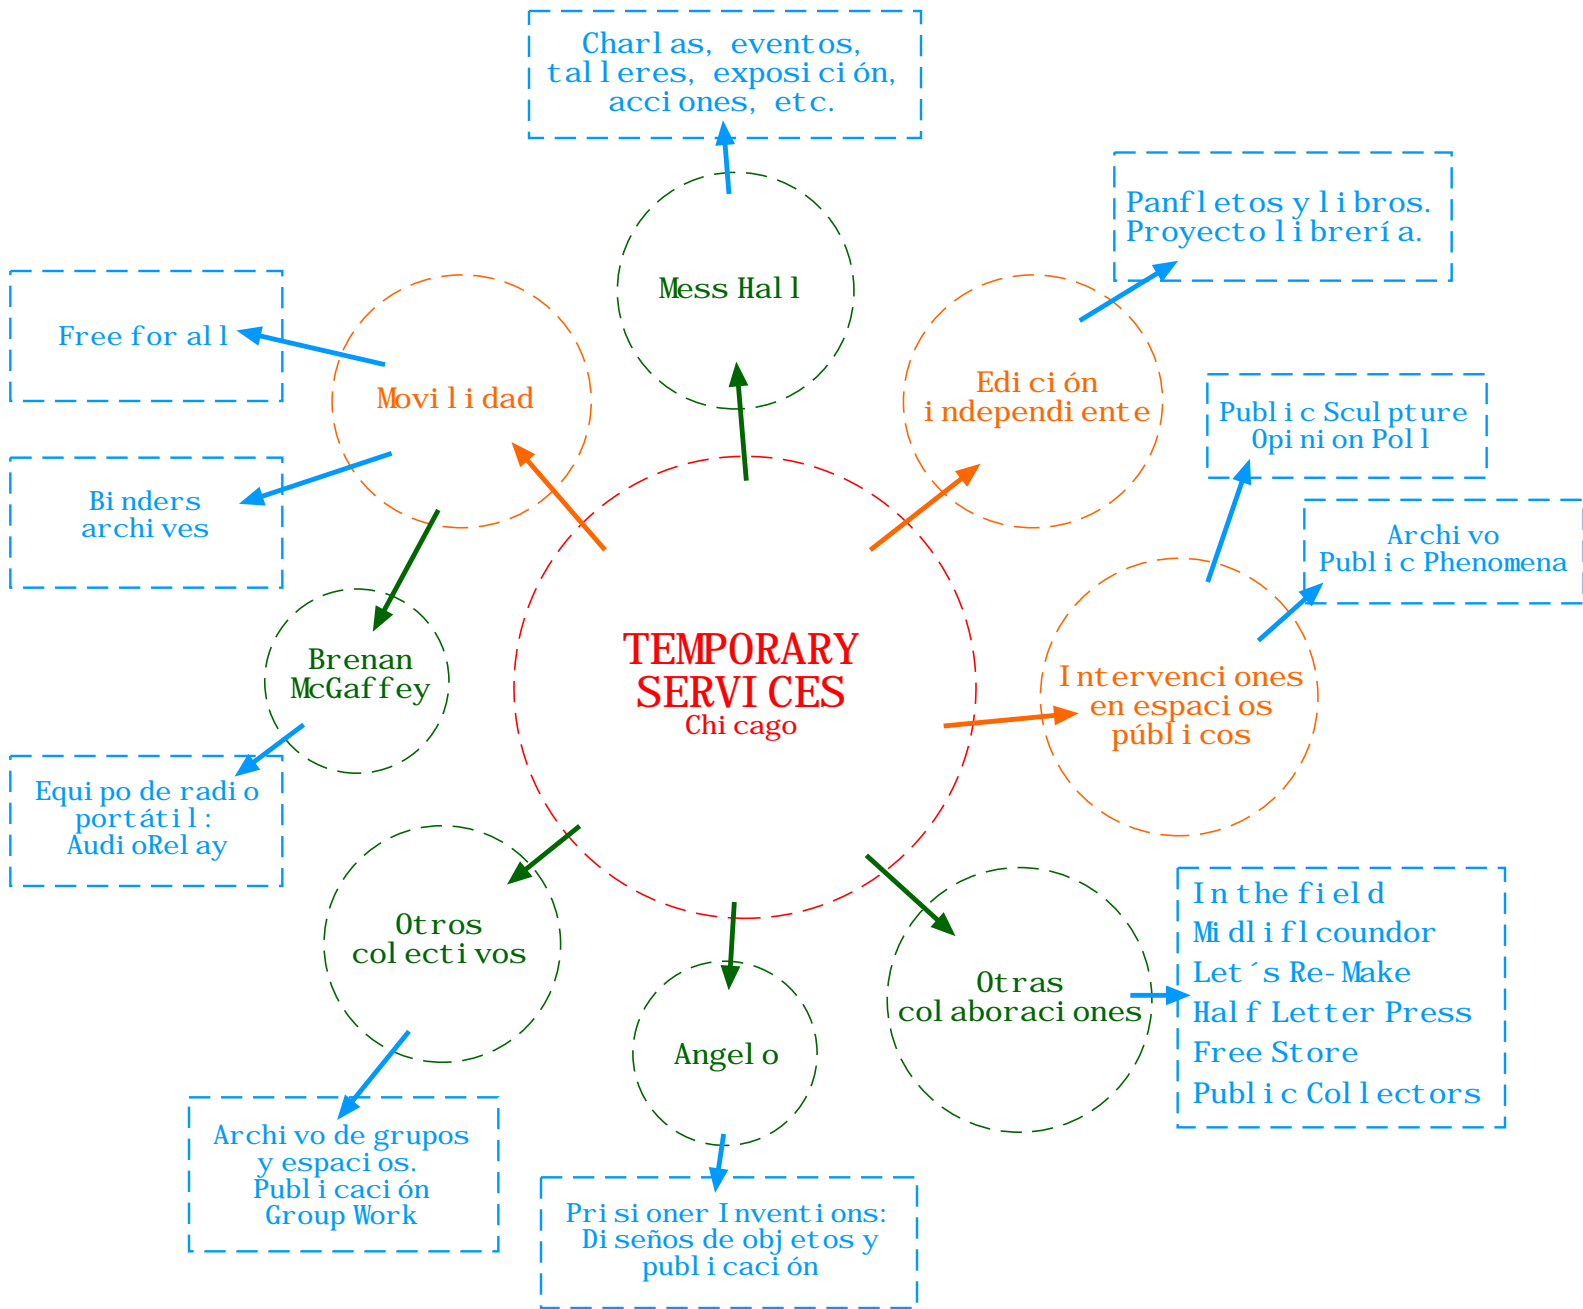 Charlas, eventos,
talleres, exposición,
acciones, etc.
Panfletos y libros.
Proyecto librería.
Mess Hall
Free for all
Movilidad
Edición
independiente
Public Sculpture
Opinion Poll
Binders
archives
Archivo
Public Phenomena
TEMPORARY
SERVICES
Chicago
Brenan
McGaffey
Intervenciones
en espacios
públicos
Equipo de radio
portátil:
AudioRelay
Otros
colectivos
Angelo
Otras
colaboraciones
In the field
Midliflcoundor
Let´s Re-Make
Half Letter Press
Free Store
Public Collectors
Archivo de grupos
y espacios.
Publicación
Group Work
Prisioner Inventions:
Diseños de objetos y
publicación